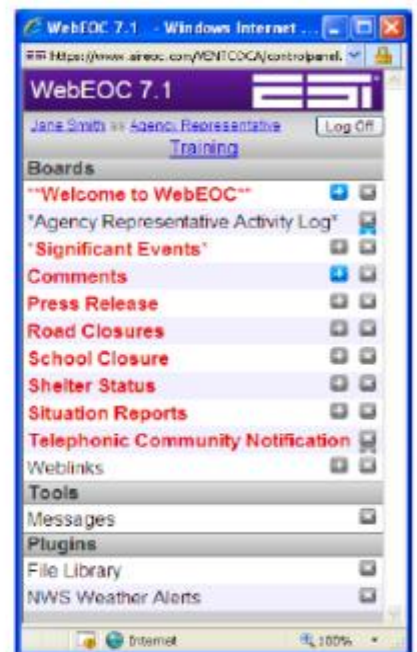 WebEOC 7.1 - Windows Internet ...
WebEOC 7.1
ESi
Jane Smith as Agency Representative
Log Off
Training
Boards
**Welcome to WebEOC**
*Agency Representative Activity Log*
*Significant Events*
Comments
Press Release
Road Closures
School Closure
Shelter Status
Situation Reports
Telephonic Community Notification
Weblinks
Tools
Messages
Plugins
File Library
NWS Weather Alerts
Internet
100%